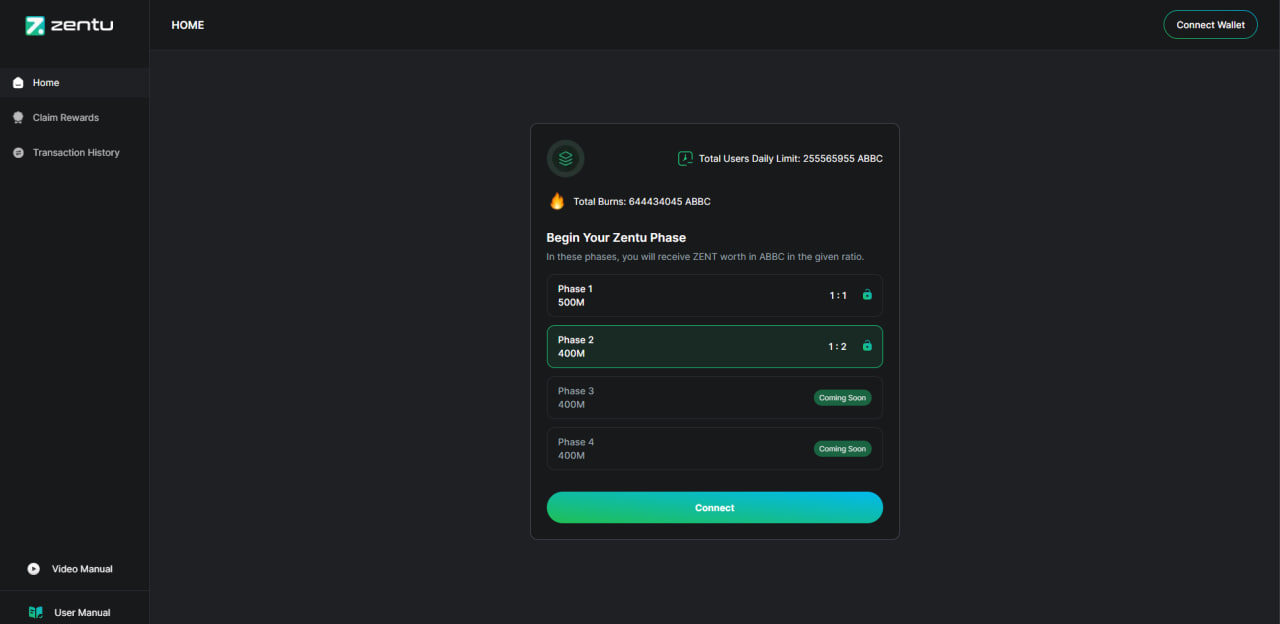 zentu
HOME
Connect Wallet
Home
Claim Rewards
Transaction History
Total Users Daily Limit: 255565955 ABBC
Total Burns: 644434045 ABBC
Begin Your Zentu Phase
In these phases, you will receive ZENT worth in ABBC in the given ratio.
Phase 1
500M
1 : 1
Phase 2
400M
1 : 2
Phase 3
400M
Coming Soon
Phase 4
400M
Coming Soon
Connect
Video Manual
User Manual